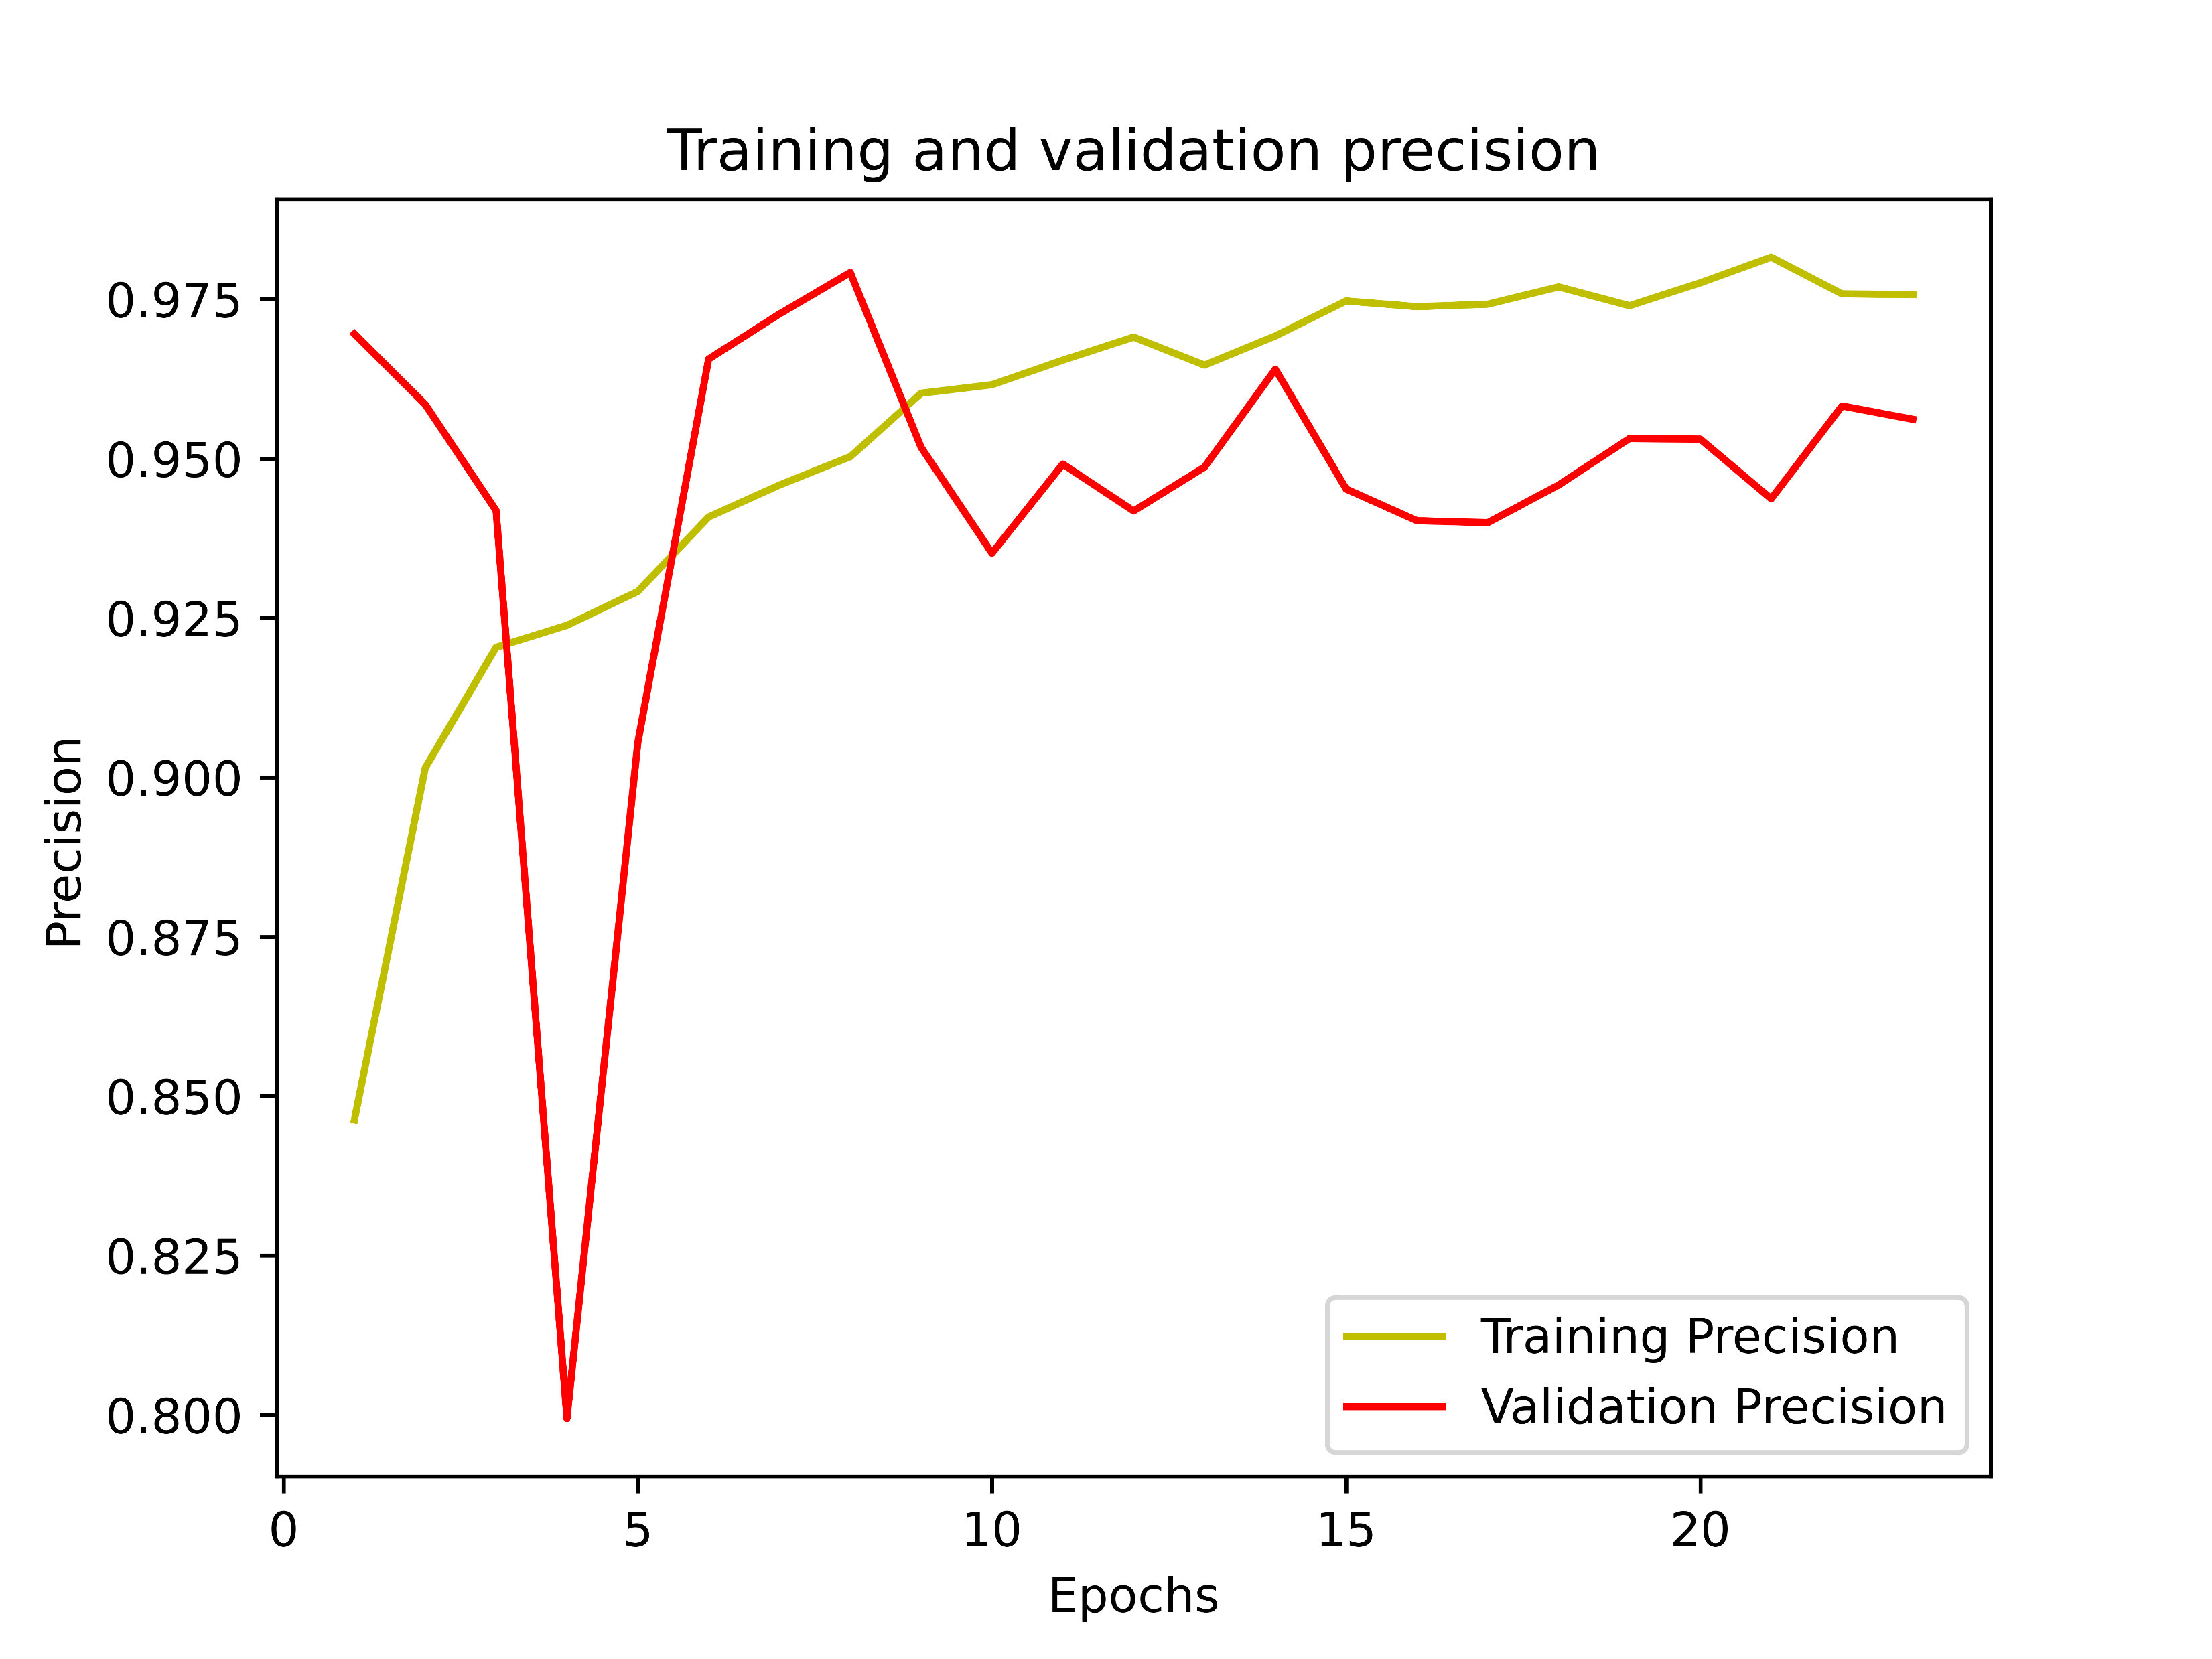 Training and validation precision
0.975
0.950
0.925
0.900
0.875
0.850
0.825
0.800
Precision
Training Precision
Validation Precision
0 5 10 15 20
Epochs